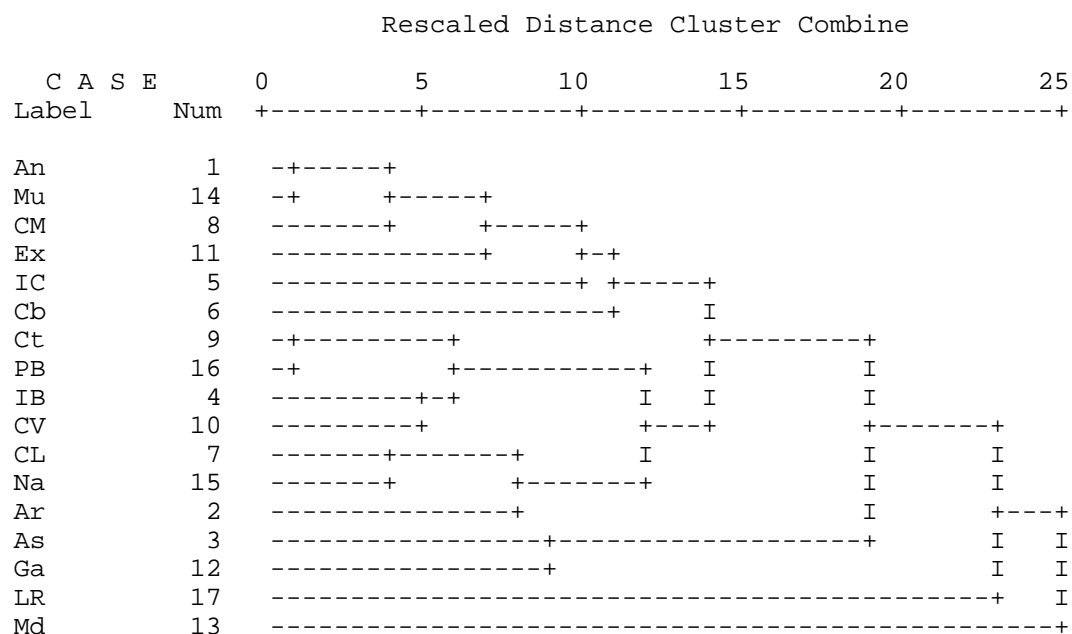 Rescaled Distance Cluster Combine
C A S E 0 5 10 15 20 25
Label Num +---------+---------+---------+---------+---------+
An 1 -+-----+
Mu 14 -+ +-----+
CM 8 -------+ +-----+
Ex 11 -------------+ +-+
IC 5 -------------------+ +-----+
Cb 6 ---------------------+ I
Ct 9 -+---------+ +---------+
PB 16 -+ +-----------+ I I
IB 4 ---------+-+ I I I
CV 10 ---------+ +---+ +-------+
CL 7 -------+-------+ I I I
Na 15 -------+ +-------+ I I
Ar 2 ---------------+ I +---+
As 3 -----------------+-------------------+ I I
Ga 12 -----------------+ I I
LR 17 ---------------------------------------------+ I
Md 13 -------------------------------------------------+